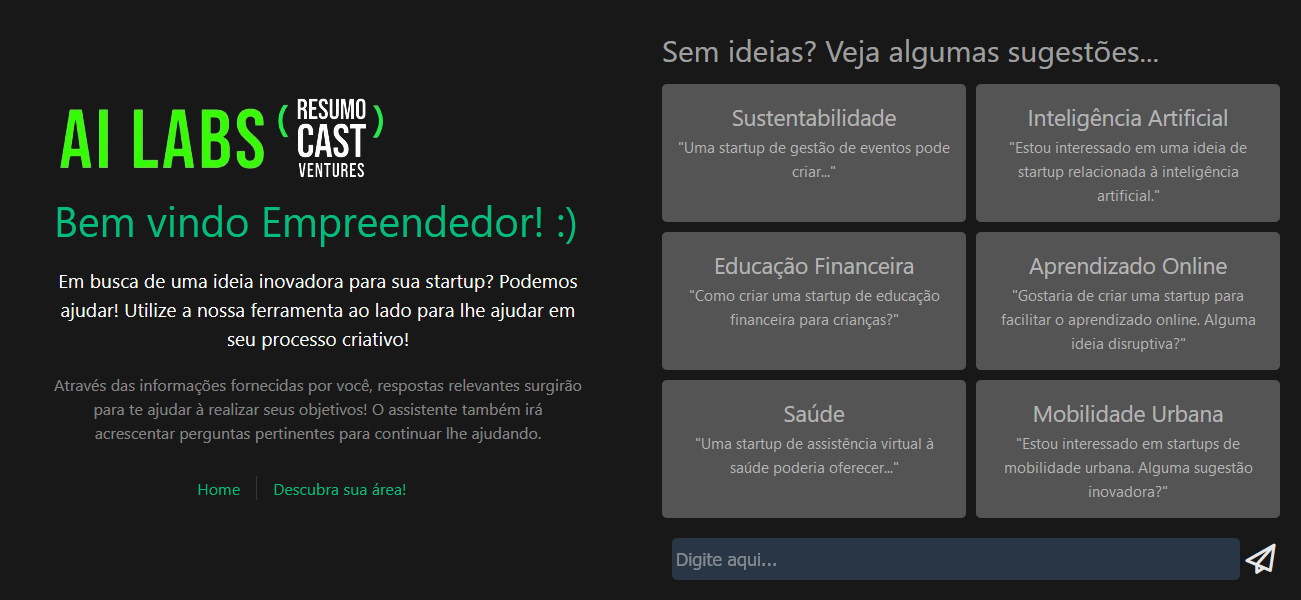 AI LABS
( RESUMO
CAST
VENTURES )
Bem vindo Empreendedor! :)
Em busca de uma ideia inovadora para sua startup? Podemos
ajudar! Utilize a nossa ferramenta ao lado para lhe ajudar em
seu processo criativo!
Através das informações fornecidas por você, respostas relevantes surgirão
para te ajudar à realizar seus objetivos! O assistente também irá
acrescentar perguntas pertinentes para continuar lhe ajudando.
Home
Descubra sua área!
Sem ideias? Veja algumas sugestões...
Sustentabilidade
"Uma startup de gestão de eventos pode
criar..."
Inteligência Artificial
"Estou interessado em uma ideia de
startup relacionada à inteligência
artificial."
Educação Financeira
"Como criar uma startup de educação
financeira para crianças?"
Aprendizado Online
"Gostaria de criar uma startup para
facilitar o aprendizado online. Alguma
ideia disruptiva?"
Saúde
"Uma startup de assistência virtual à
saúde poderia oferecer..."
Mobilidade Urbana
"Estou interessado em startups de
mobilidade urbana. Alguma sugestão
inovadora?"
Digite aqui...